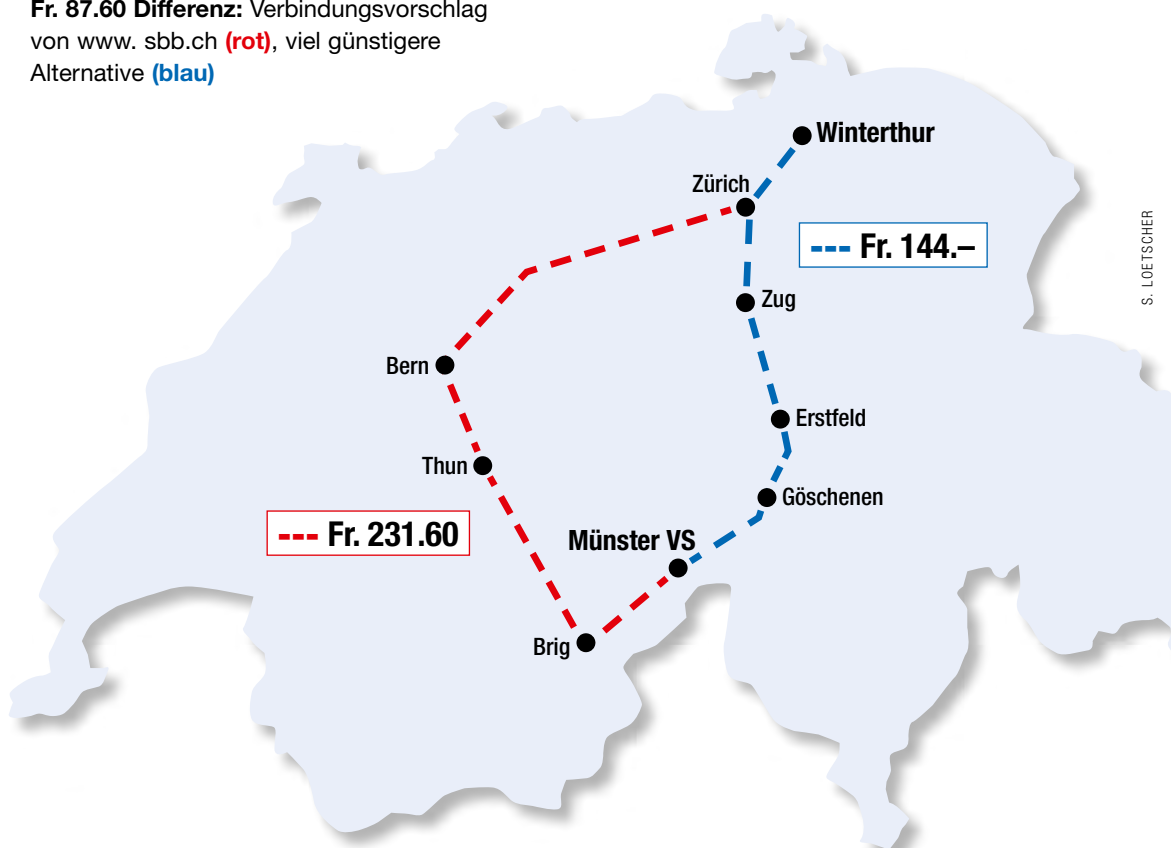 Fr. 87.60 Differenz: Verbindungsvorschlag
von www. sbb.ch (rot), viel günstigere
Alternative (blau)
Winterthur
Zürich
Fr. 144.–
S. LOETSCHER
Zug
Bern
Erstfeld
Thun
Göschenen
Fr. 231.60
Münster VS
Brig